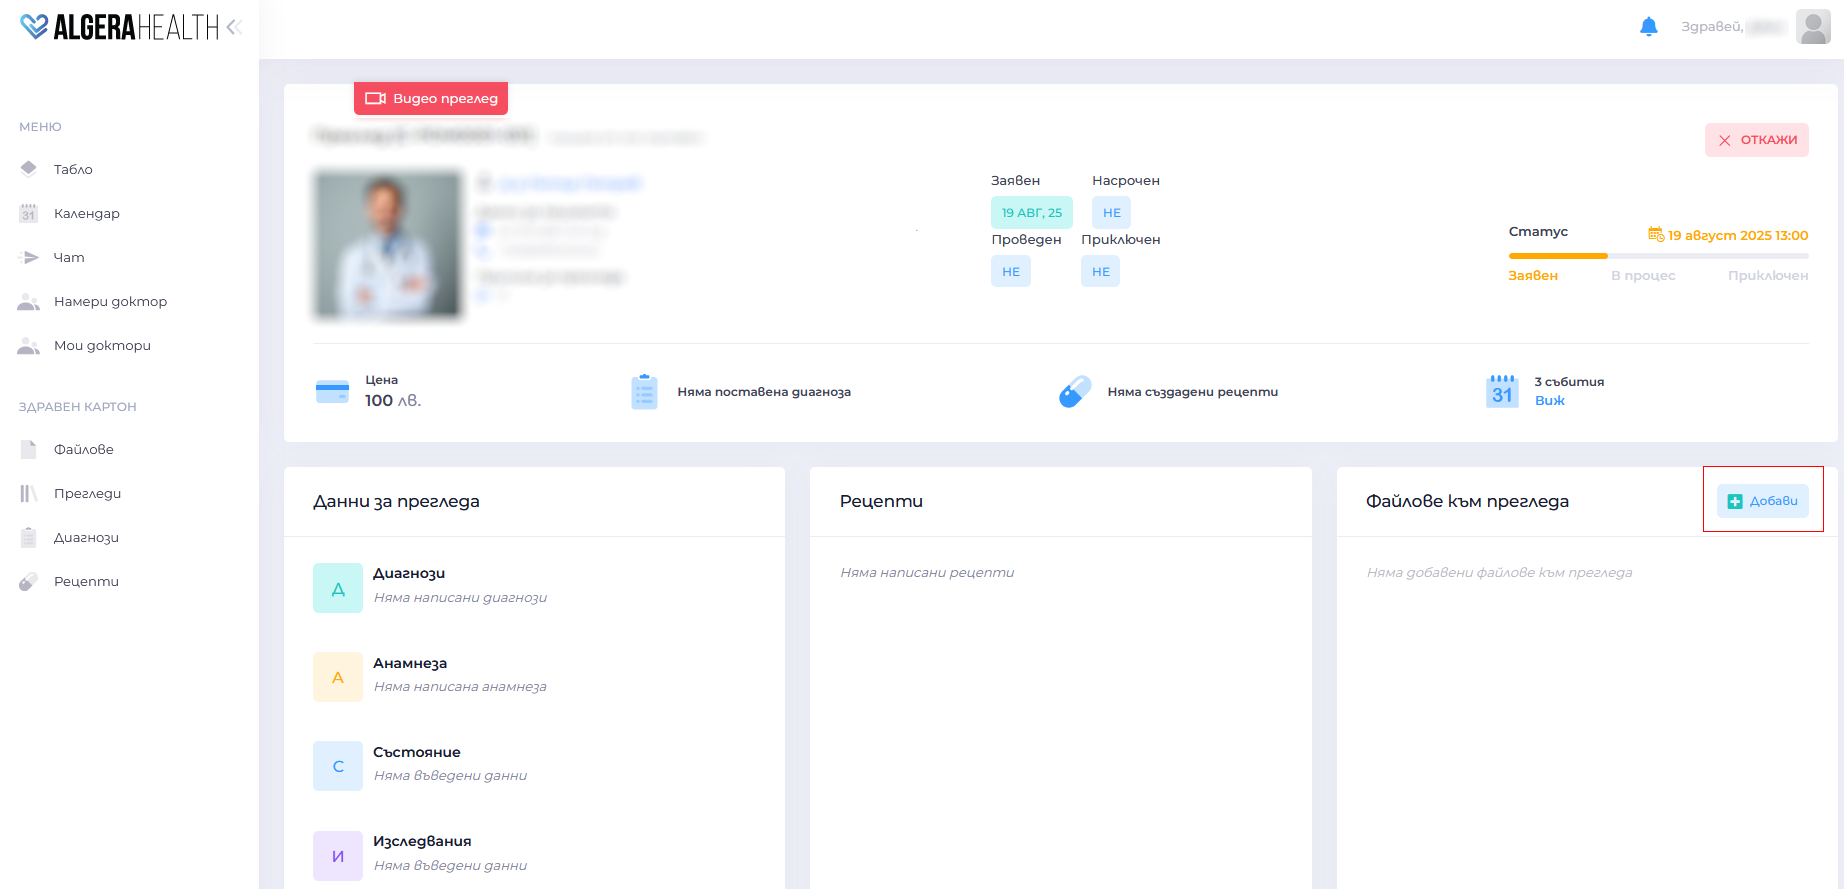 ALGERAHEALTH
Здравей,
МЕНЮ
Табло
31 Календар
Чат
Намери доктор
Мои доктори
ЗДРАВЕН КАРТОН
Файлове
Прегледи
Диагнози
Рецепти
Видео преглед
ОТКАЖИ
Заявен Насрочен
19 АВГ, 25 НЕ
Проведен Приключен
НЕ НЕ
Статус 19 август 2025 13:00
Заявен В процес Приключен
Цена
100 лв.
Няма поставена диагноза
Няма създадени рецепти
31
3 събития
Виж
Данни за прегледа
Д
Диагнози
Няма написани диагнози
А
Анамнеза
Няма написана анамнеза
С
Състояние
Няма въведени данни
И
Изследвания
Няма въведени данни
Рецепти
Няма написани рецепти
Файлове към прегледа
Добави
Няма добавени файлове към прегледа